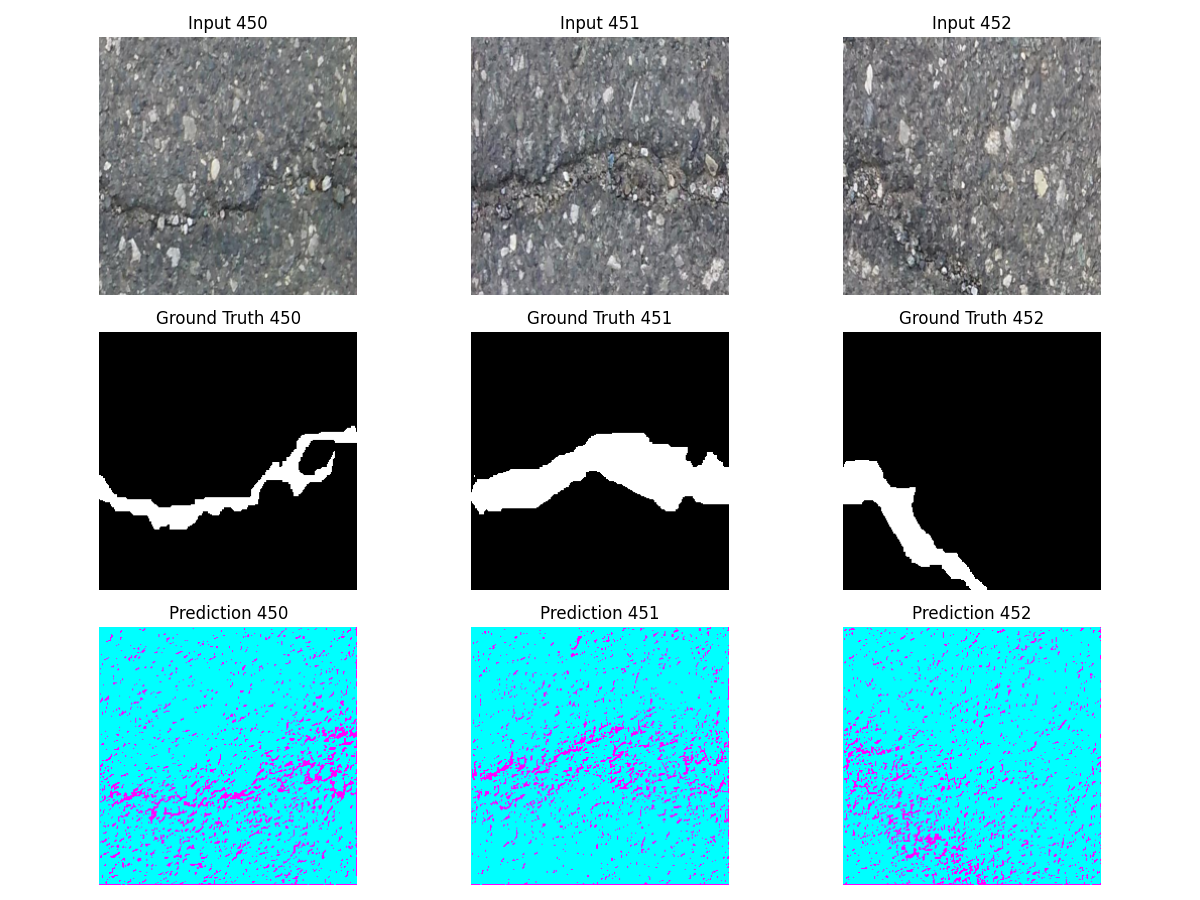 Input 450
Input 451
Input 452
Ground Truth 450
Ground Truth 451
Ground Truth 452
Prediction 450
Prediction 451
Prediction 452